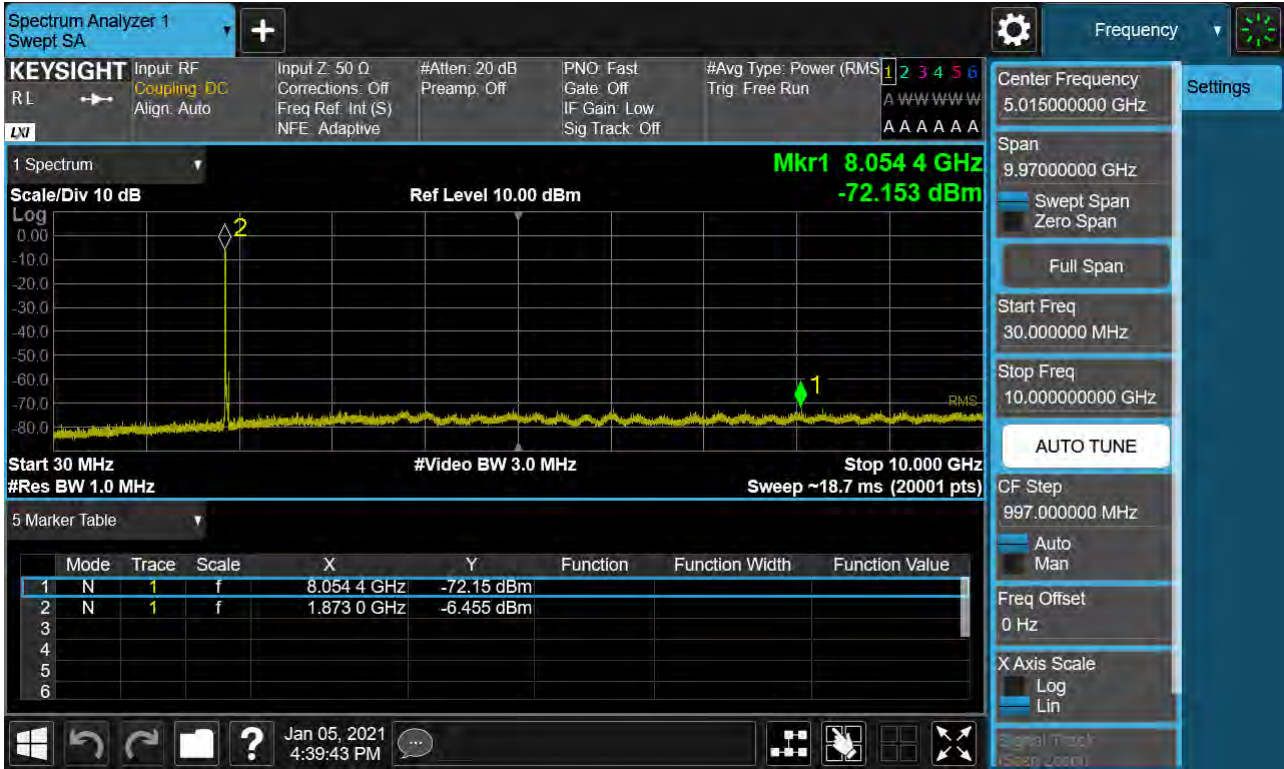 Spectrum Analyzer 1
Swept SA
Frequency
KEYSIGHT
RL
LXI
Input: RF
Coupling: DC
Align: Auto
Input Z: 50 Ω
Corrections: Off
Freq Ref: Int (S)
NFE: Adaptive
#Atten: 20 dB
Preamp: Off
PNO: Fast
Gate: Off
IF Gain: Low
Sig Track: Off
#Avg Type: Power (RMS
Trig: Free Run
1 2 3 4 5 6
A W W W W W
A A A A A A
1 Spectrum
Scale/Div 10 dB
Ref Level 10.00 dBm
Mkr1 8.054 4 GHz
-72.153 dBm
Log
0.00
-10.0
-20.0
-30.0
-40.0
-50.0
-60.0
-70.0
-80.0
2
1
RMS
Start 30 MHz
#Video BW 3.0 MHz
Stop 10.000 GHz
#Res BW 1.0 MHz
Sweep ~18.7 ms (20001 pts)
5 Marker Table
Mode Trace Scale X Y Function Function Width Function Value
1 N 1 f 8.054 4 GHz -72.15 dBm
2 N 1 f 1.873 0 GHz -6.455 dBm
3
4
5
6
Jan 05, 2021
4:39:43 PM
Center Frequency
5.015000000 GHz
Settings
Span
9.97000000 GHz
Swept Span
Zero Span
Full Span
Start Freq
30.000000 MHz
Stop Freq
10.000000000 GHz
AUTO TUNE
CF Step
997.000000 MHz
Auto
Man
Freq Offset
0 Hz
X Axis Scale
Log
Lin
Signal Track
(Span Zoom)